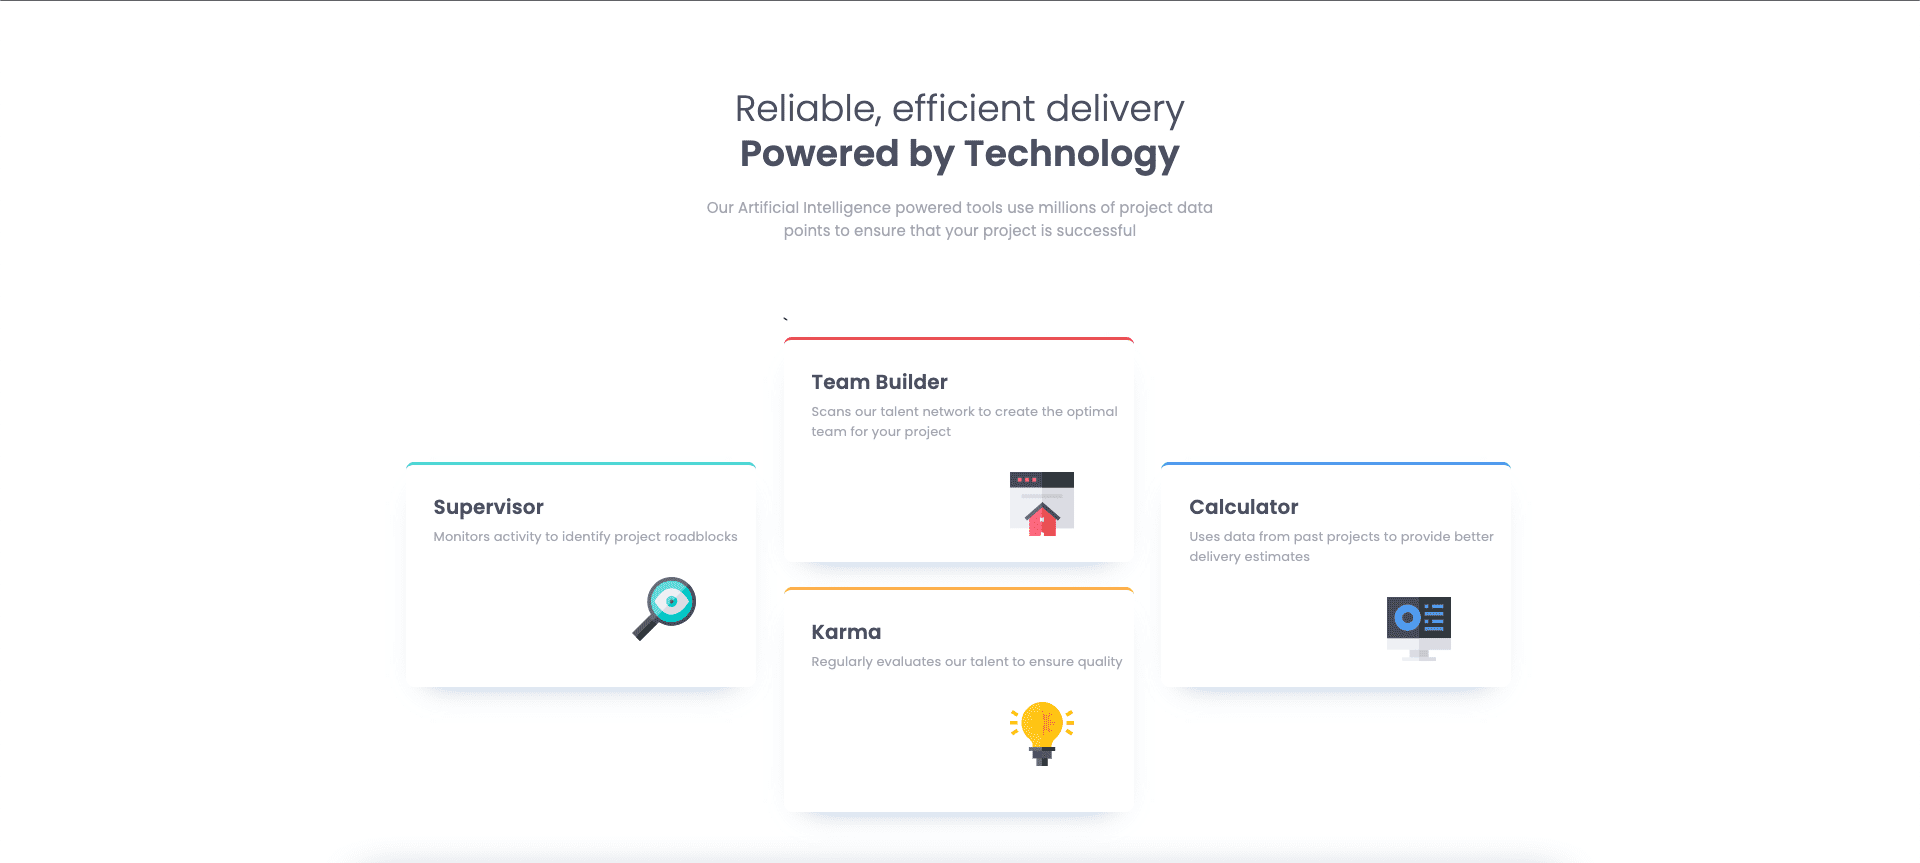 Reliable, efficient delivery
Powered by Technology
Our Artificial Intelligence powered tools use millions of project data
points to ensure that your project is successful
`
Team Builder
Scans our talent network to create the optimal
team for your project
Supervisor
Monitors activity to identify project roadblocks
Calculator
Uses data from past projects to provide better
delivery estimates
Karma
Regularly evaluates our talent to ensure quality